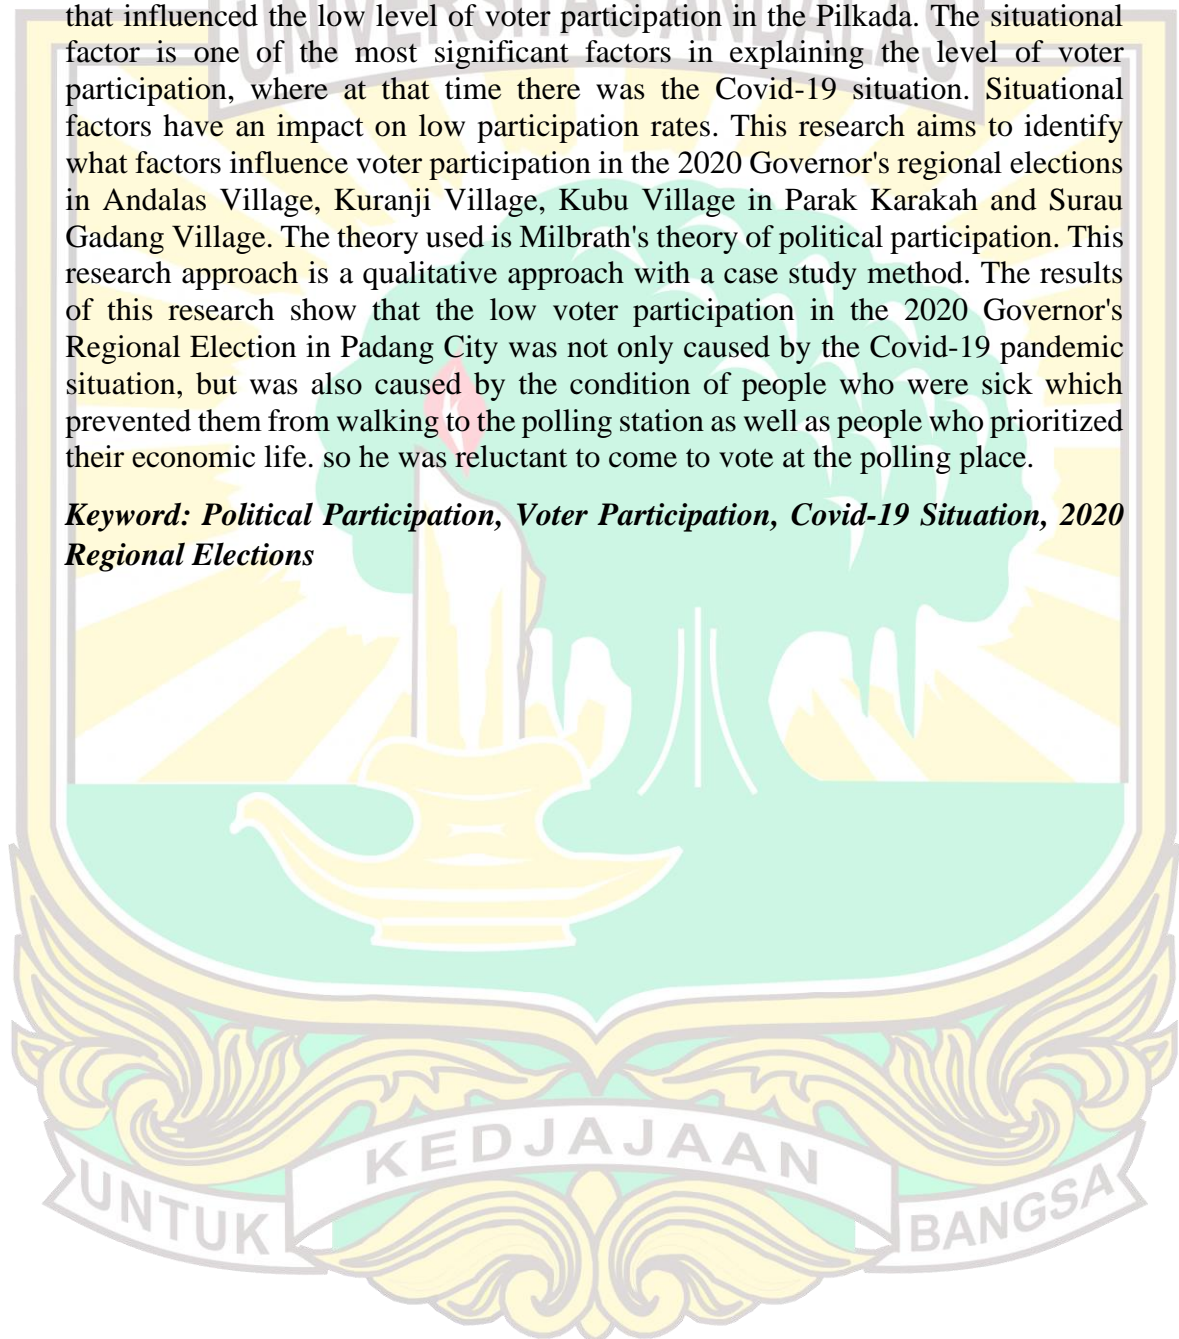 UNIVERSITAS ANDALAS
that influenced the low level of voter participation in the Pilkada. The situational
factor is one of the most significant factors in explaining the level of voter
participation, where at that time there was the Covid-19 situation. Situational
factors have an impact on low participation rates. This research aims to identify
what factors influence voter participation in the 2020 Governor's regional elections
in Andalas Village, Kuranji Village, Kubu Village in Parak Karakah and Surau
Gadang Village. The theory used is Milbrath's theory of political participation. This
research approach is a qualitative approach with a case study method. The results
of this research show that the low voter participation in the 2020 Governor's
Regional Election in Padang City was not only caused by the Covid-19 pandemic
situation, but was also caused by the condition of people who were sick which
prevented them from walking to the polling station as well as people who prioritized
their economic life. so he was reluctant to come to vote at the polling place.
Keyword: Political Participation, Voter Participation, Covid-19 Situation, 2020
Regional Elections
UNTUK KEDJAJAAN BANGSA